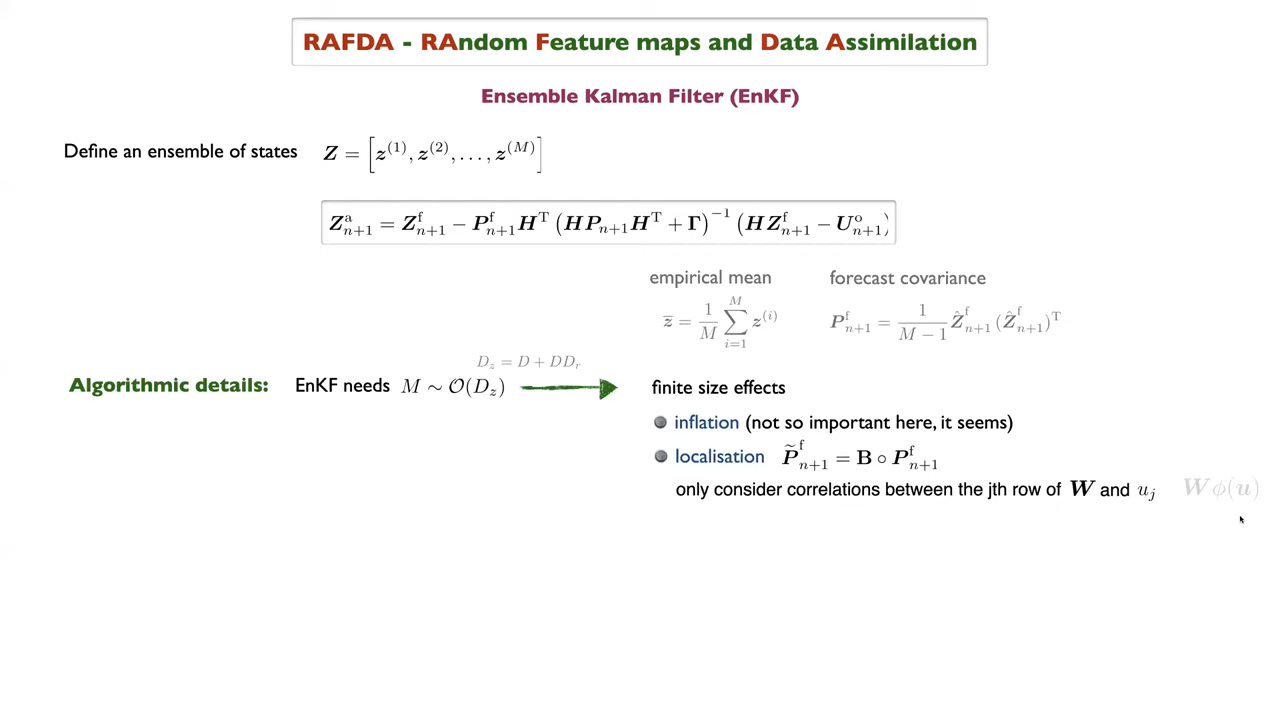 RAFDA - RAndom Feature maps and Data Assimilation
Ensemble Kalman Filter (EnKF)
Define an ensemble of states Z = [z^(1), z^(2), . . . , z^(M)]
Z^a_{n+1} = Z^f_{n+1} − P^f_{n+1} H^T (H P_{n+1} H^T + Γ)^{−1} (H Z^f_{n+1} − U^o_{n+1})
empirical mean forecast covariance
z̄ = 1/M ∑_{i=1}^{M} z^(i) P^f_{n+1} = 1/(M−1) Ẑ^f_{n+1} (Ẑ^f_{n+1})^T
D_z = D + DD_r
Algorithmic details: EnKF needs M ∼ O(D_z) finite size effects
inflation (not so important here, it seems)
localisation P̃^f_{n+1} = B ∘ P^f_{n+1}
only consider correlations between the jth row of W and u_j Wϕ(u)